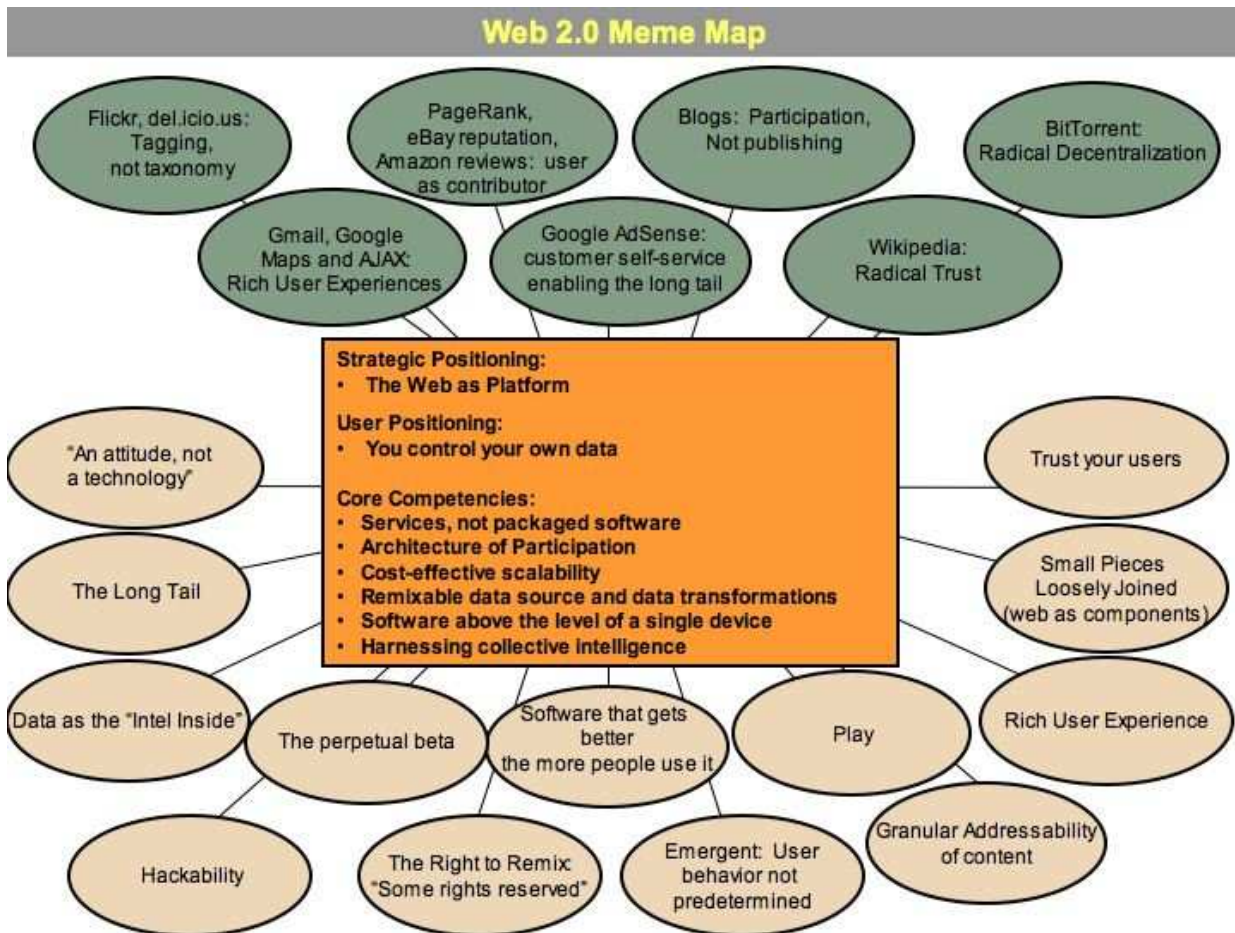 Web 2.0 Meme Map
Flickr, del.icio.us:
Tagging,
not taxonomy
PageRank,
eBay reputation,
Amazon reviews: user
as contributor
Blogs: Participation,
Not publishing
BitTorrent:
Radical Decentralization
Gmail, Google
Maps and AJAX:
Rich User Experiences
Google AdSense:
customer self-service
enabling the long tail
Wikipedia:
Radical Trust
Strategic Positioning:
• The Web as Platform
User Positioning:
• You control your own data
Core Competencies:
• Services, not packaged software
• Architecture of Participation
• Cost-effective scalability
• Remixable data source and data transformations
• Software above the level of a single device
• Harnessing collective intelligence
“An attitude, not
a technology”
Trust your users
The Long Tail
Small Pieces
Loosely Joined
(web as components)
Data as the “Intel Inside”
The perpetual beta
Software that gets
better
the more people use it
Play
Rich User Experience
Hackability
The Right to Remix:
“Some rights reserved”
Emergent: User
behavior not
predetermined
Granular Addressability
of content